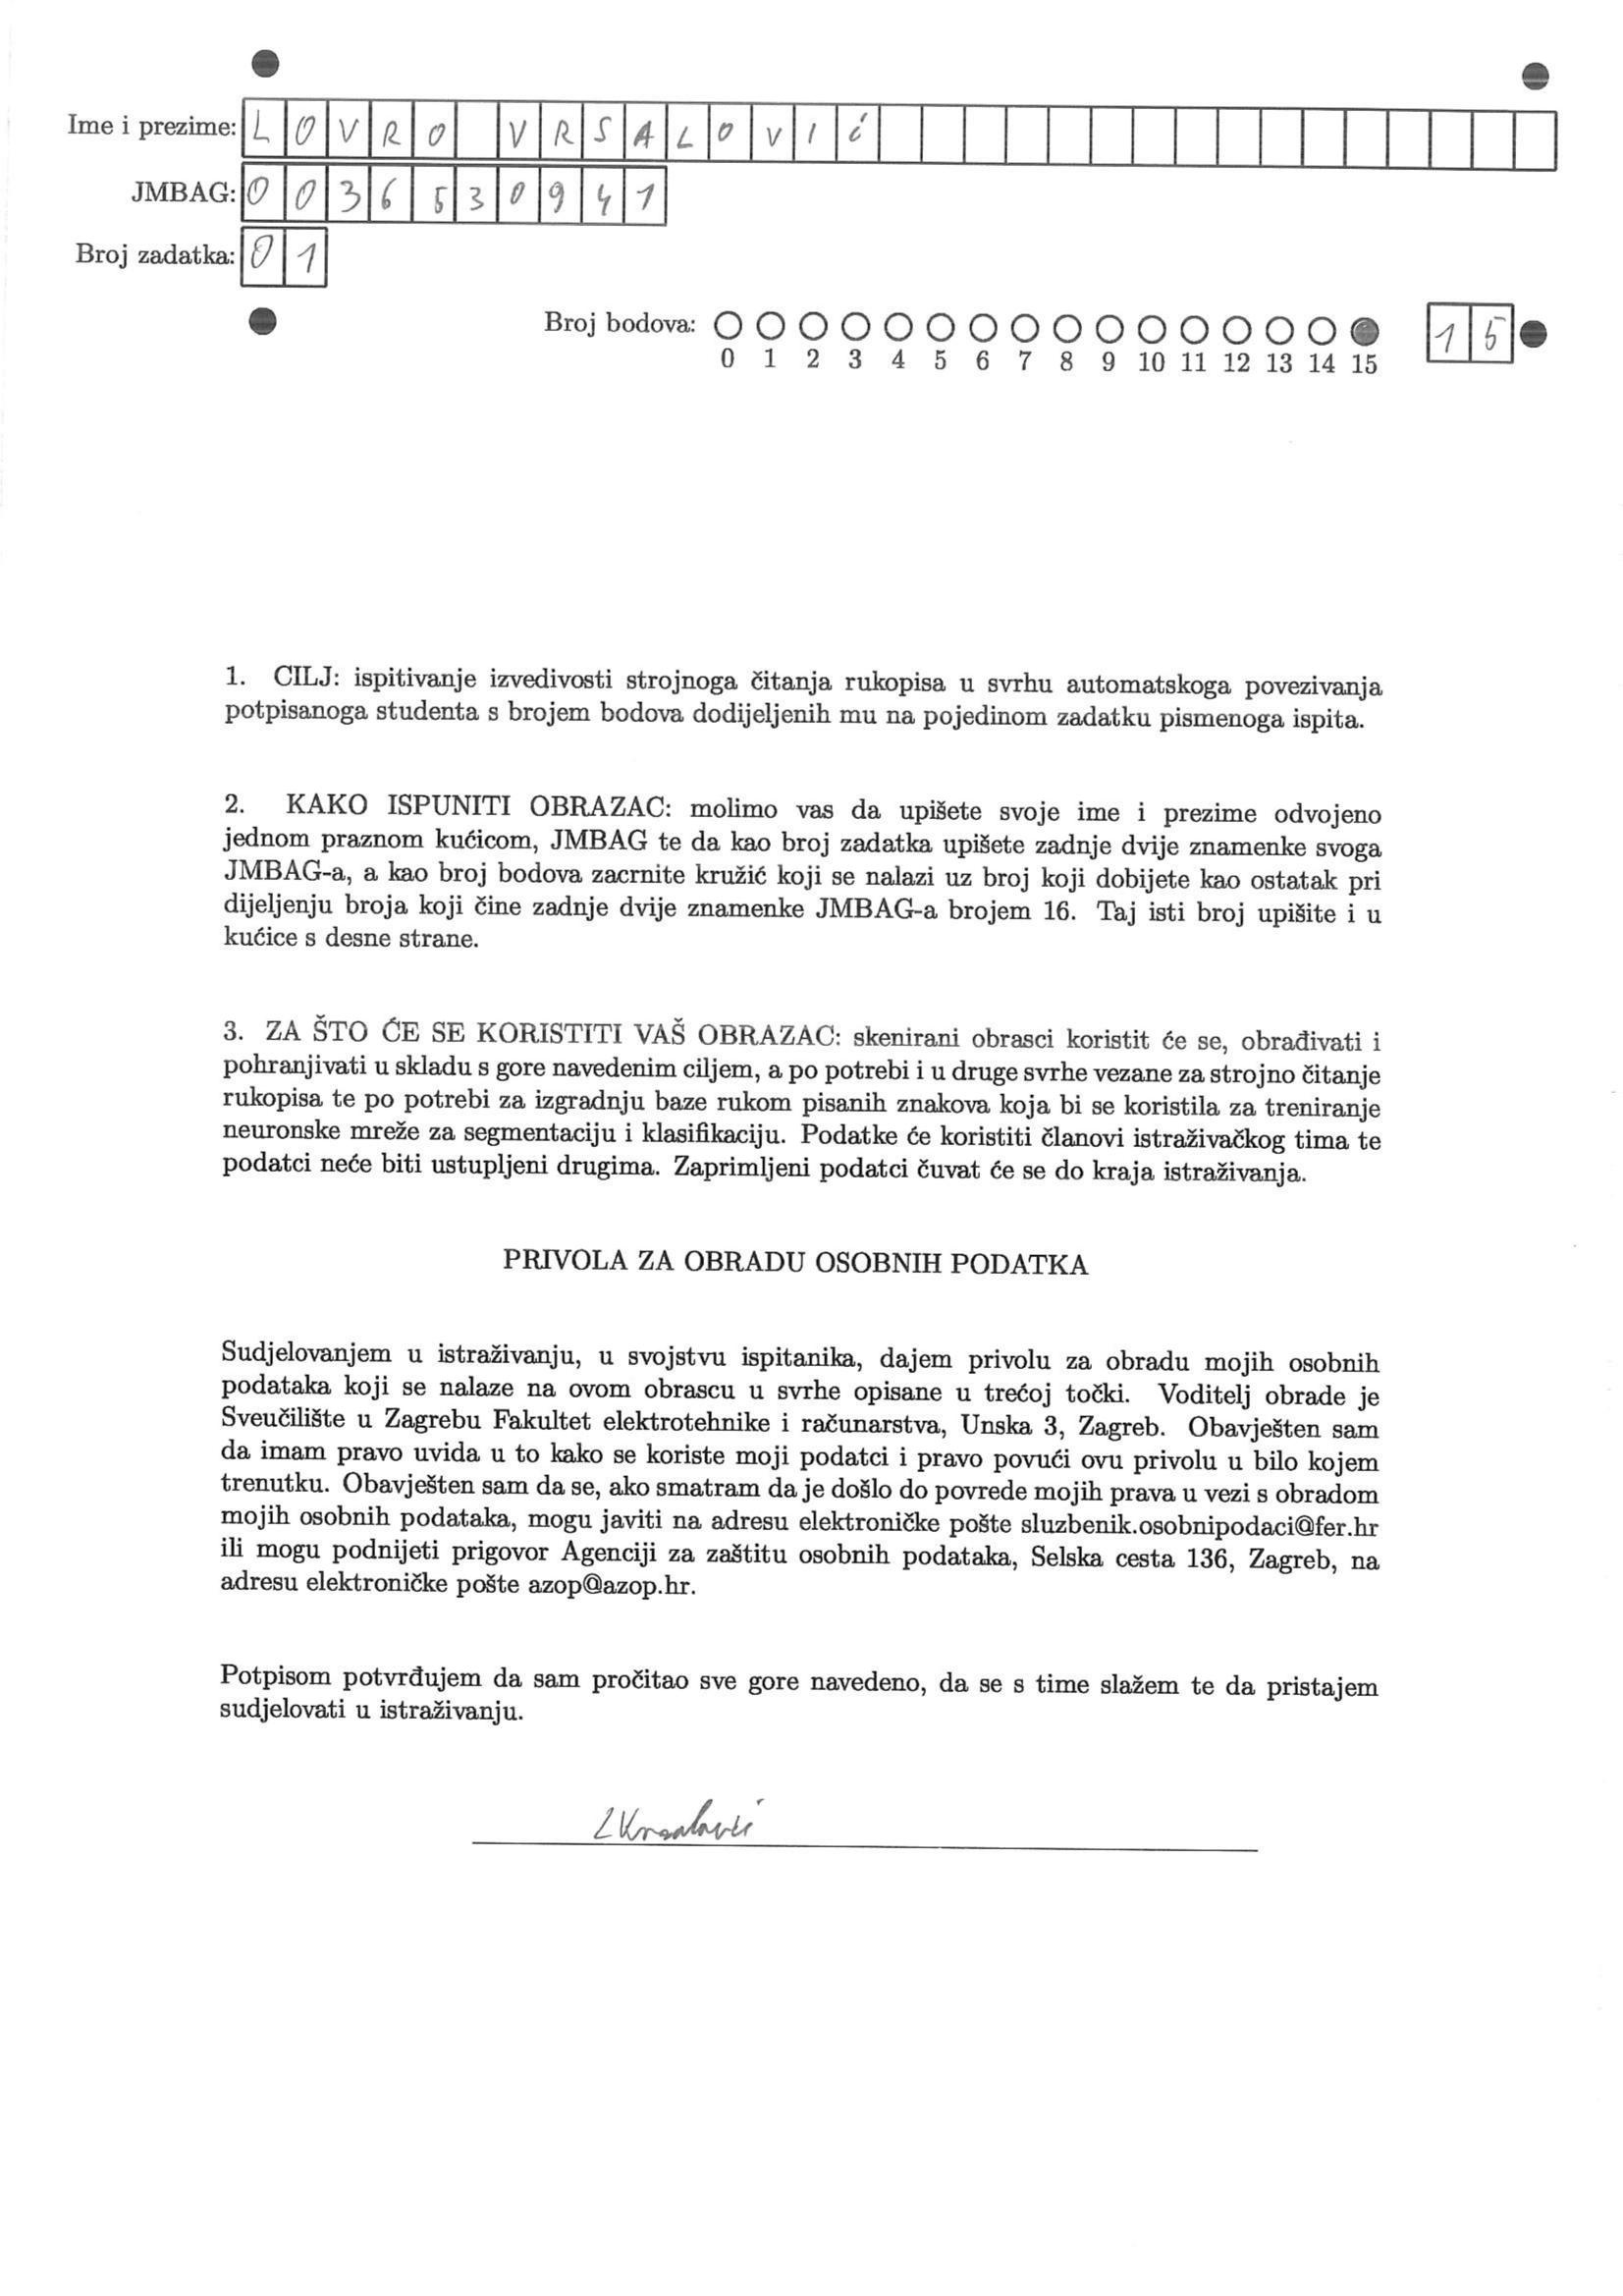 Ime i prezime: LOVRO VRSALOVIĆ
JMBAG: 0036530941
Broj zadatka: 01
Broj bodova: 15
0 1 2 3 4 5 6 7 8 9 10 11 12 13 14 15
1. CILJ: ispitivanje izvedivosti strojnoga čitanja rukopisa u svrhu automatskoga povezivanja
potpisanoga studenta s brojem bodova dodijeljenih mu na pojedinom zadatku pismenoga ispita.
2. KAKO ISPUNITI OBRAZAC: molimo vas da upišete svoje ime i prezime odvojeno
jednom praznom kućicom, JMBAG te da kao broj zadatka upišete zadnje dvije znamenke svoga
JMBAG-a, a kao broj bodova zacrnite kružić koji se nalazi uz broj koji dobijete kao ostatak pri
dijeljenju broja koji čine zadnje dvije znamenke JMBAG-a brojem 16. Taj isti broj upišite i u
kućice s desne strane.
3. ZA ŠTO ĆE SE KORISTITI VAŠ OBRAZAC: skenirani obrasci koristit će se, obrađivati i
pohranjivati u skladu s gore navedenim ciljem, a po potrebi i u druge svrhe vezane za strojno čitanje
rukopisa te po potrebi za izgradnju baze rukom pisanih znakova koja bi se koristila za treniranje
neuronske mreže za segmentaciju i klasifikaciju. Podatke će koristiti članovi istraživačkog tima te
podatci neće biti ustupljeni drugima. Zaprimljeni podatci čuvat će se do kraja istraživanja.
PRIVOLA ZA OBRADU OSOBNIH PODATKA
Sudjelovanjem u istraživanju, u svojstvu ispitanika, dajem privolu za obradu mojih osobnih
podataka koji se nalaze na ovom obrascu u svrhe opisane u trećoj točki. Voditelj obrade je
Sveučilište u Zagrebu Fakultet elektrotehnike i računarstva, Unska 3, Zagreb. Obavješten sam
da imam pravo uvida u to kako se koriste moji podatci i pravo povući ovu privolu u bilo kojem
trenutku. Obavješten sam da se, ako smatram da je došlo do povrede mojih prava u vezi s obradom
mojih osobnih podataka, mogu javiti na adresu elektroničke pošte sluzbenik.osobnipodaci@fer.hr
ili mogu podnijeti prigovor Agenciji za zaštitu osobnih podataka, Selska cesta 136, Zagreb, na
adresu elektroničke pošte azop@azop.hr.
Potpisom potvrđujem da sam pročitao sve gore navedeno, da se s time slažem te da pristajem
sudjelovati u istraživanju.
LVrsalović